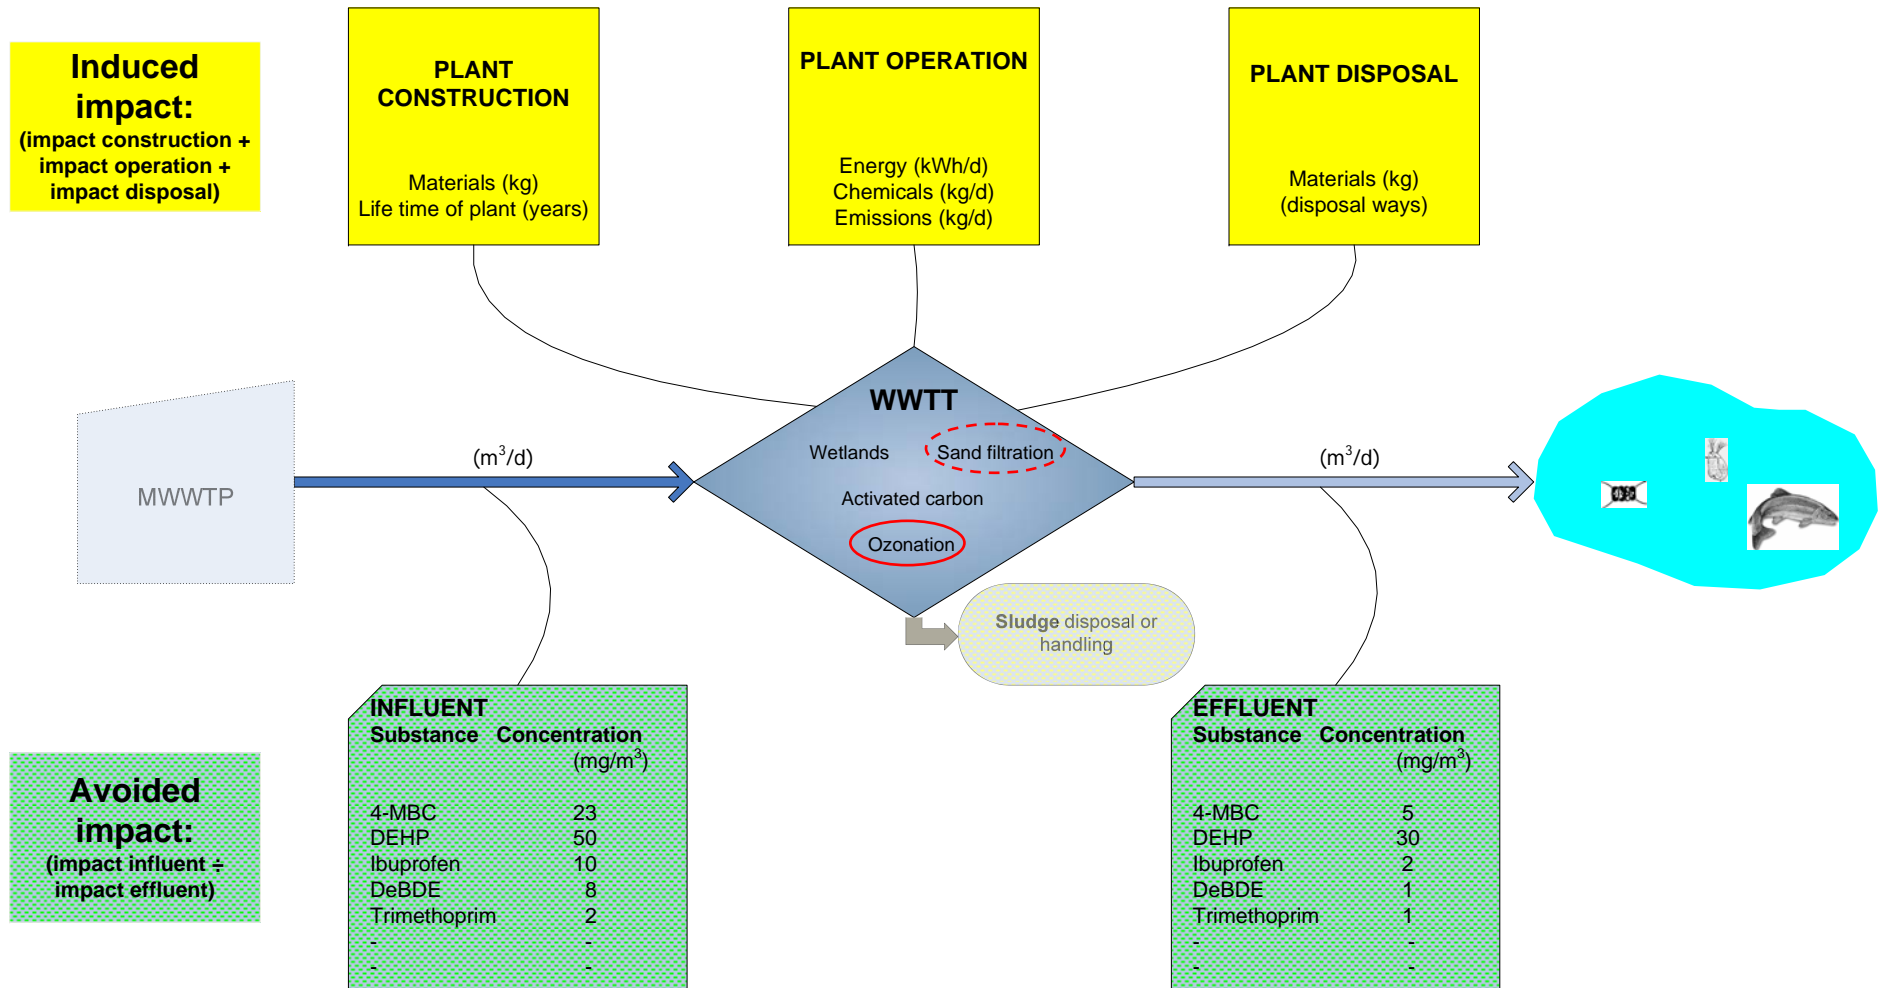 Induced
impact:
(impact construction +
impact operation +
impact disposal)
PLANT
CONSTRUCTION
Materials (kg)
Life time of plant (years)
PLANT OPERATION
Energy (kWh/d)
Chemicals (kg/d)
Emissions (kg/d)
PLANT DISPOSAL
Materials (kg)
(disposal ways)
MWWTP
(m³/d)
WWTT
Wetlands
Sand filtration
Activated carbon
Ozonation
(m³/d)
Sludge disposal or
handling
Avoided
impact:
(impact influent ÷
impact effluent)
INFLUENT
Substance Concentration
(mg/m³)
4-MBC 23
DEHP 50
Ibuprofen 10
DeBDE 8
Trimethoprim 2
- -
- -
EFFLUENT
Substance Concentration
(mg/m³)
4-MBC 5
DEHP 30
Ibuprofen 2
DeBDE 1
Trimethoprim 1
- -
- -